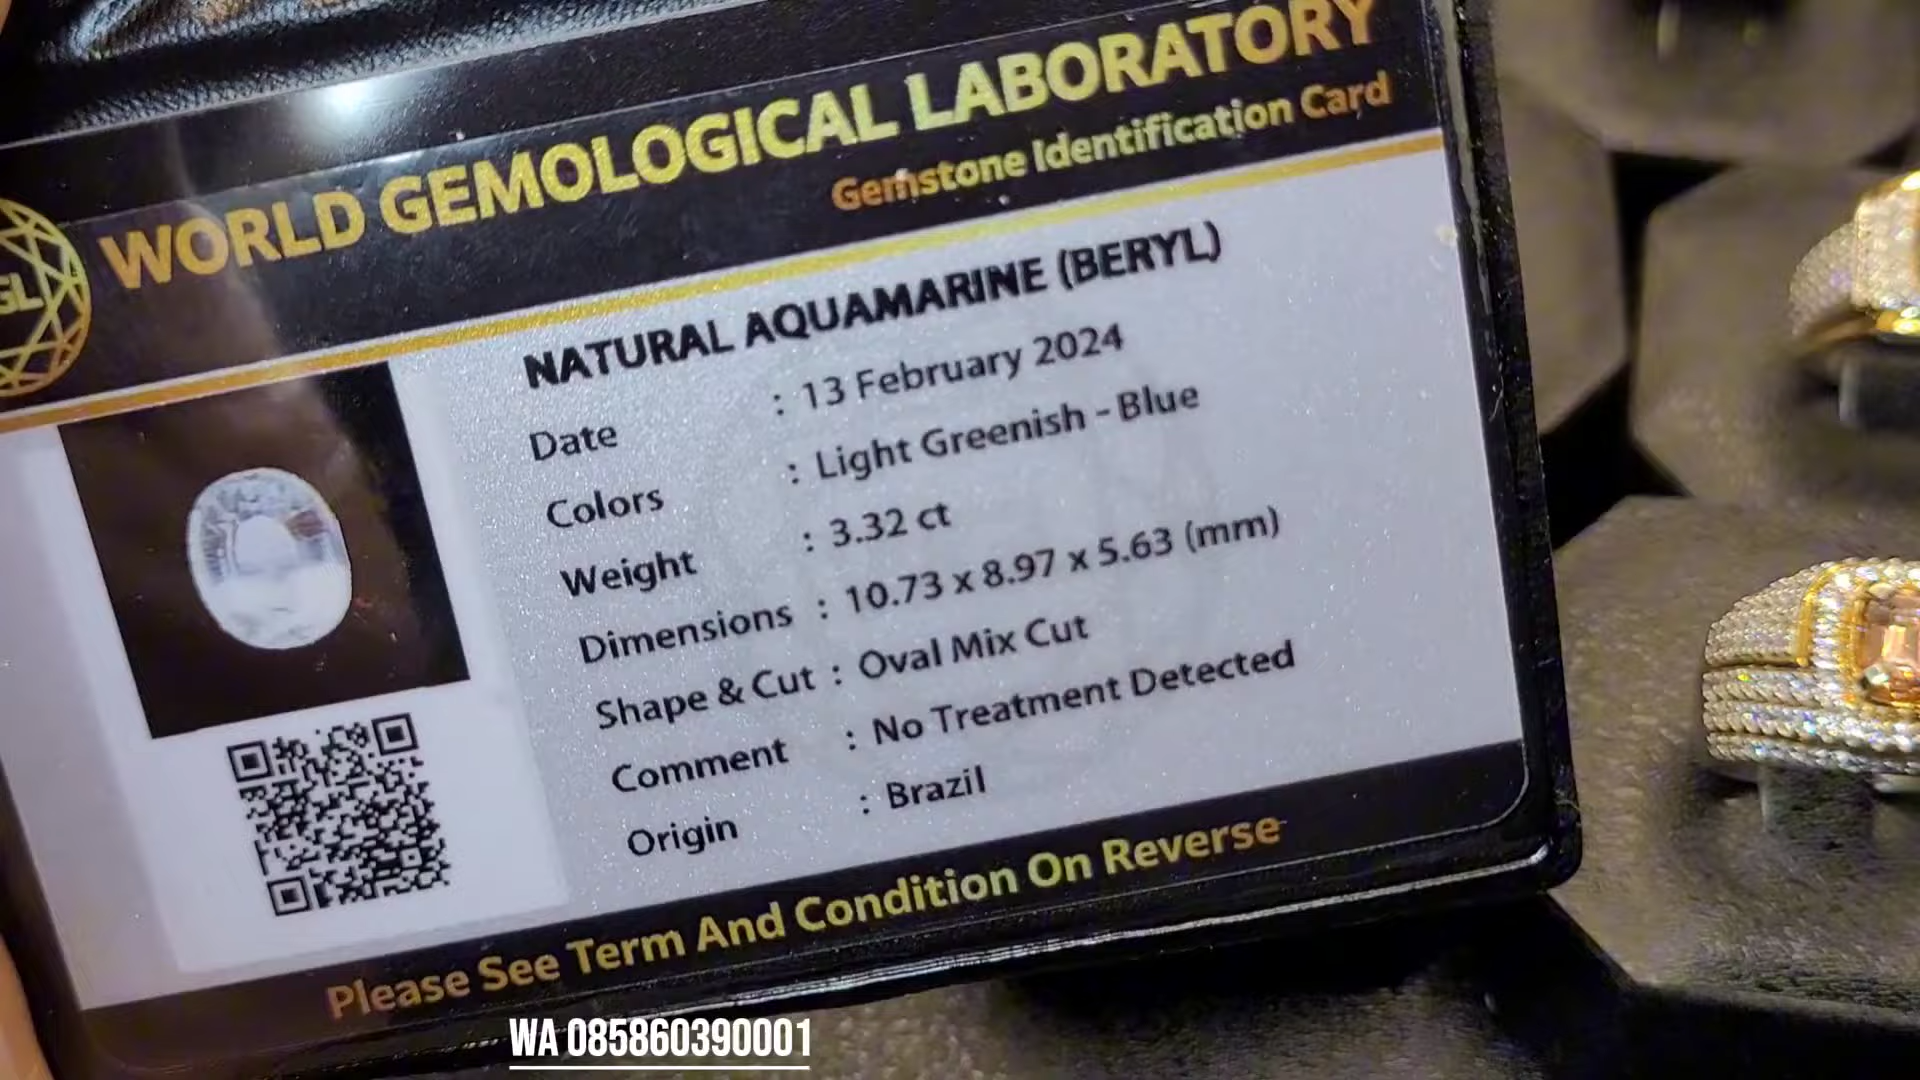 WORLD GEMOLOGICAL LABORATORY
Gemstone Identification Card
GL
NATURAL AQUAMARINE (BERYL)
Date : 13 February 2024
Colors : Light Greenish - Blue
Weight : 3.32 ct
Dimensions : 10.73 x 8.97 x 5.63 (mm)
Shape & Cut : Oval Mix Cut
Comment : No Treatment Detected
Origin : Brazil
Please See Term And Condition On Reverse
WA 085860390001